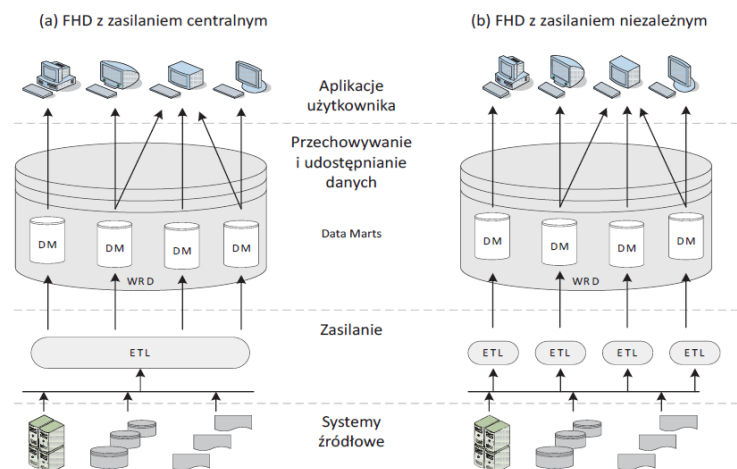 (a) FHD z zasilaniem centralnym
(b) FHD z zasilaniem niezależnym
Aplikacje
użytkownika
Przechowywanie
i udostępnianie
danych
DM
DM
DM
DM
Data Marts
DM
DM
DM
DM
WRD
WRD
Zasilanie
ETL
ETL
ETL
ETL
ETL
Systemy
źródłowe